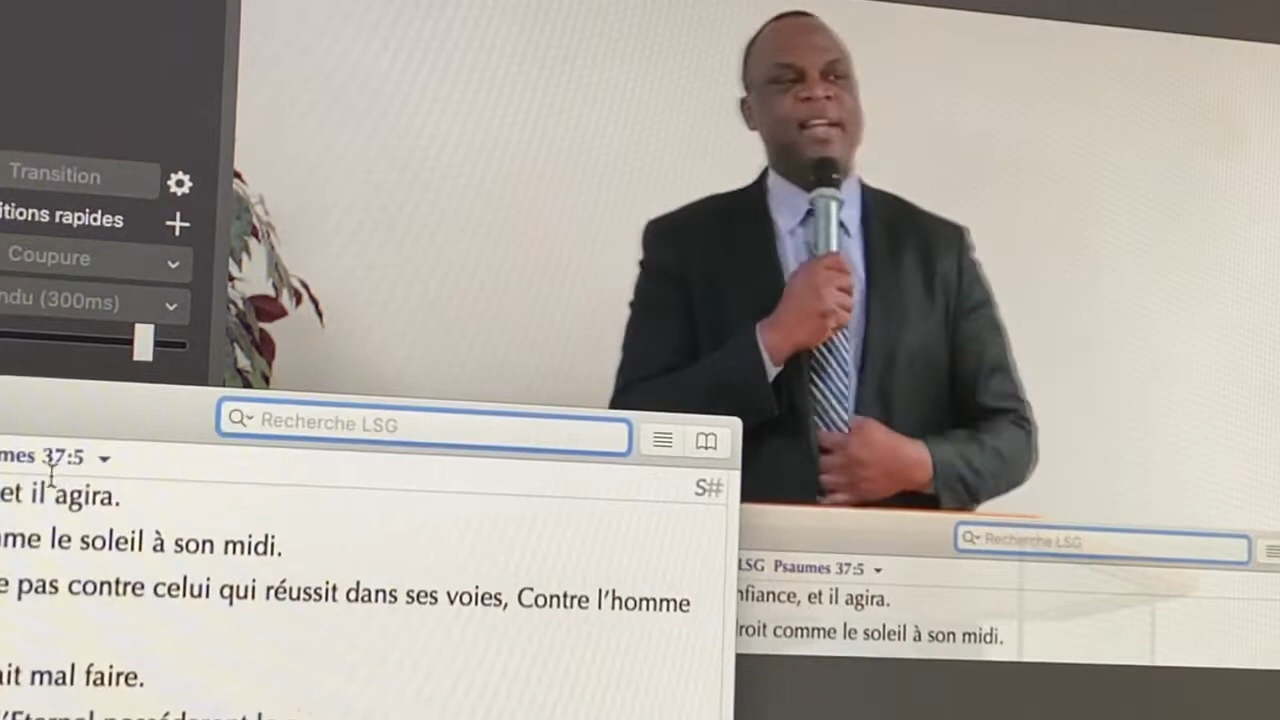 Transition
itions rapides
Coupure
ndu (300ms)
Recherche LSG
mes 37:5
S#
et il agira.
me le soleil à son midi.
e pas contre celui qui réussit dans ses voies, Contre l'homme
ait mal faire.
Recherche LSG
LSG Psaumes 37:5
nfiance, et il agira.
roit comme le soleil à son midi.